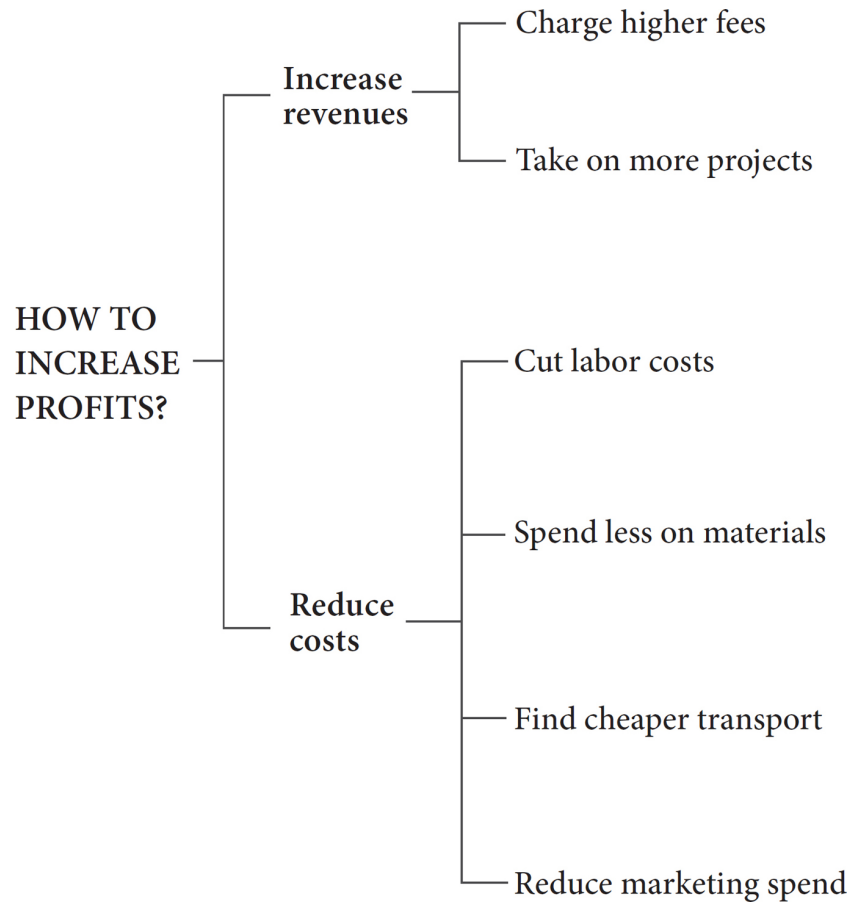 HOW TO
INCREASE
PROFITS?
Increase
revenues
Charge higher fees
Take on more projects
Reduce
costs
Cut labor costs
Spend less on materials
Find cheaper transport
Reduce marketing spend